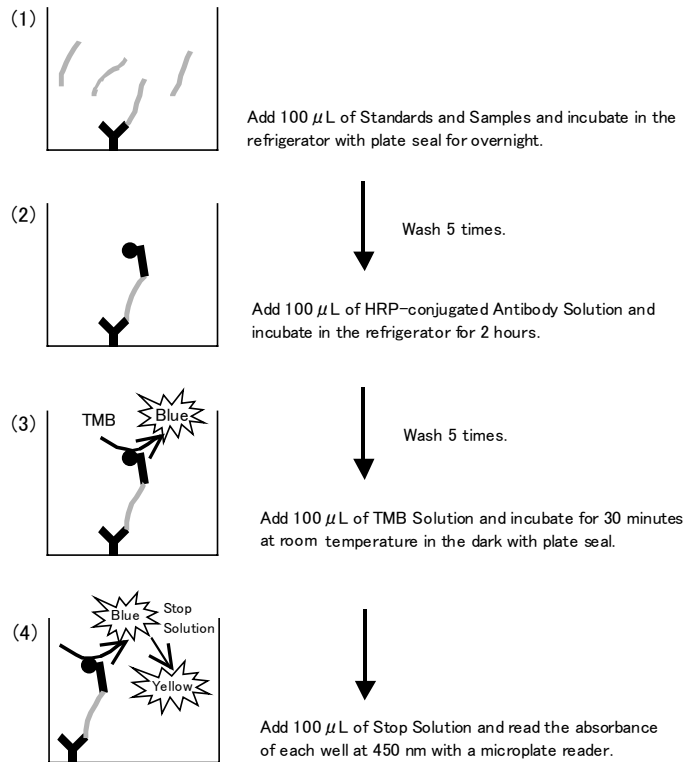 (1)
Add 100 μL of Standards and Samples and incubate in the
refrigerator with plate seal for overnight.
(2)
Wash 5 times.
Add 100 μL of HRP-conjugated Antibody Solution and
incubate in the refrigerator for 2 hours.
(3)
TMB
Blue
Wash 5 times.
Add 100 μL of TMB Solution and incubate for 30 minutes
at room temperature in the dark with plate seal.
(4)
Blue
Stop
Solution
Yellow
Add 100 μL of Stop Solution and read the absorbance
of each well at 450 nm with a microplate reader.